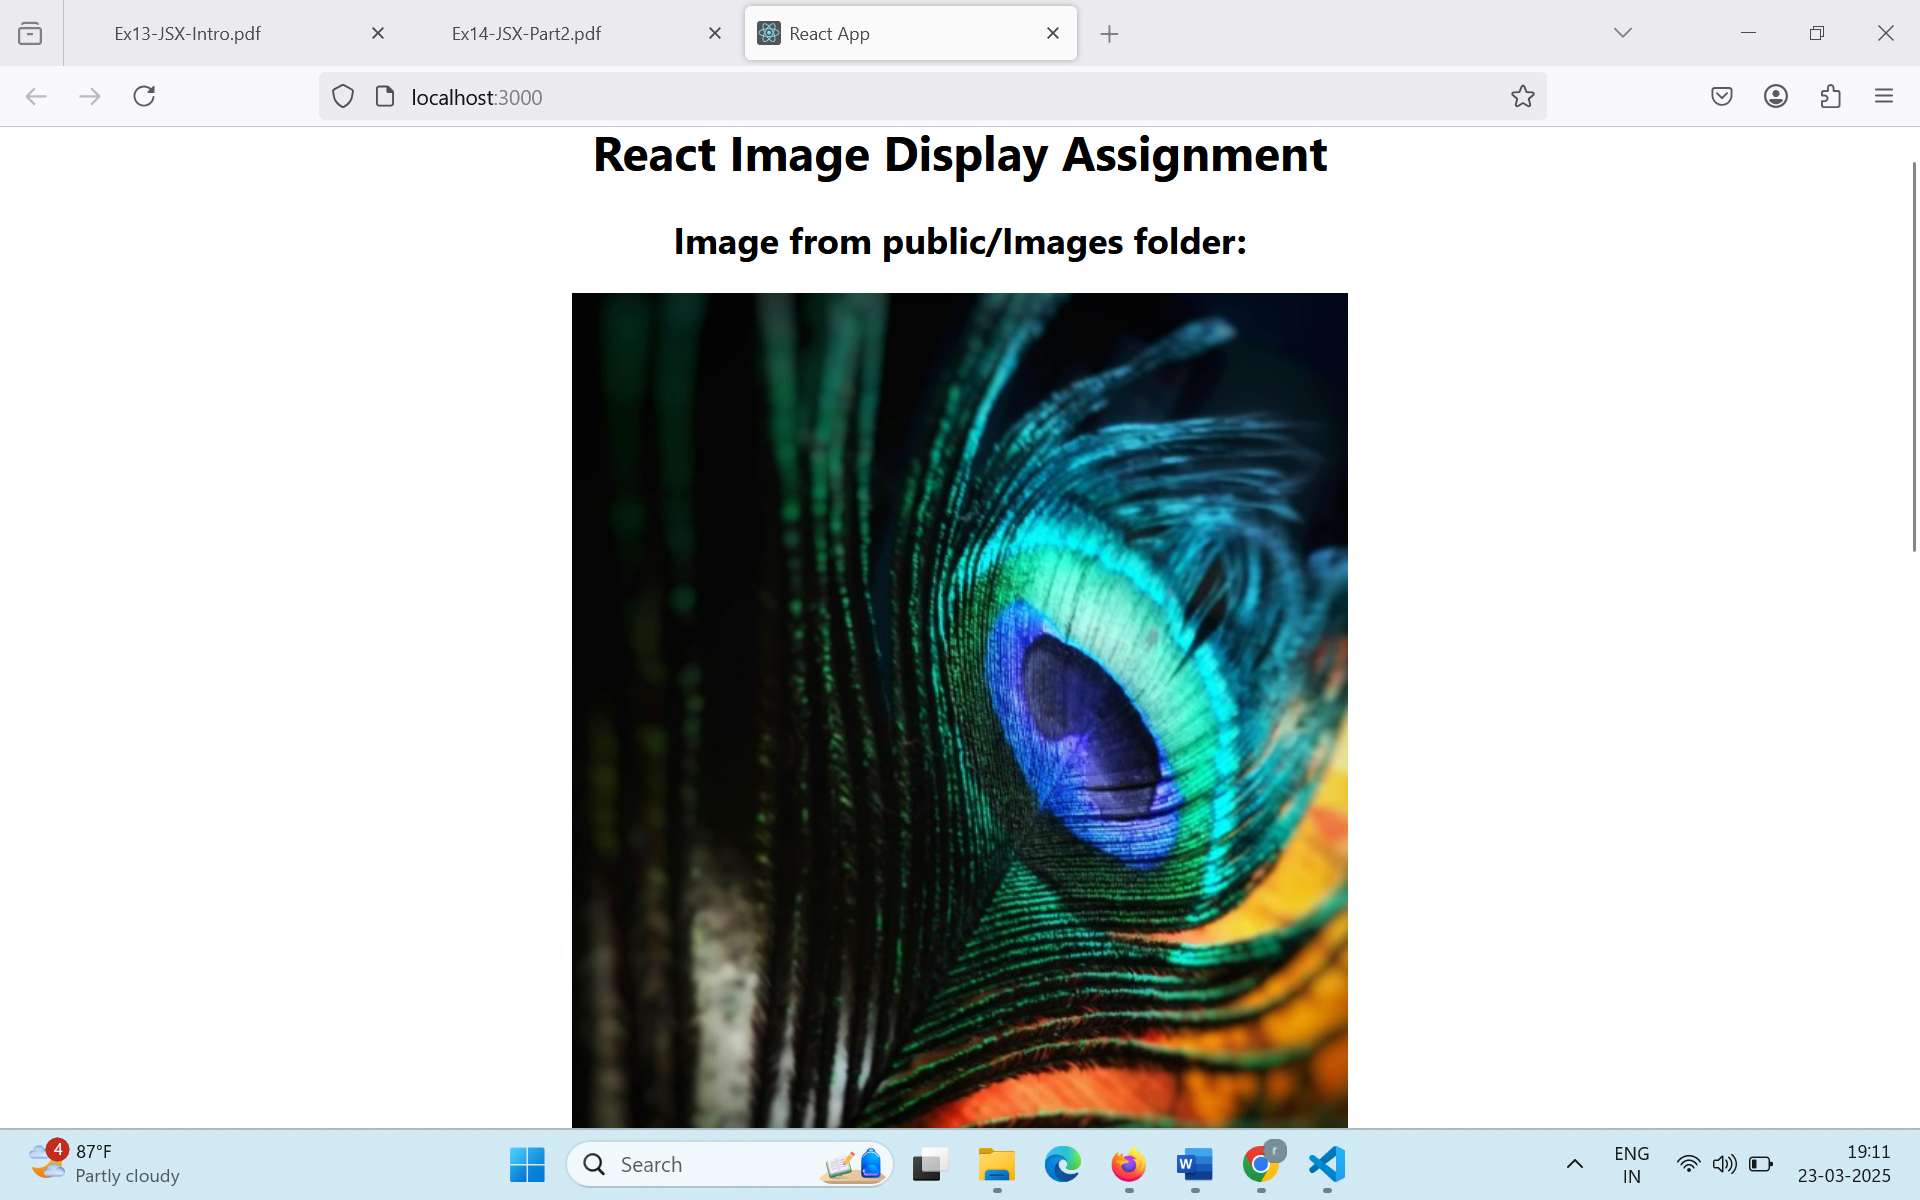 Ex13-JSX-Intro.pdf
Ex14-JSX-Part2.pdf
React App
localhost:3000
React Image Display Assignment
Image from public/Images folder:
4
87°F
Partly cloudy
Search
W
r
ENG
IN
19:11
23-03-2025